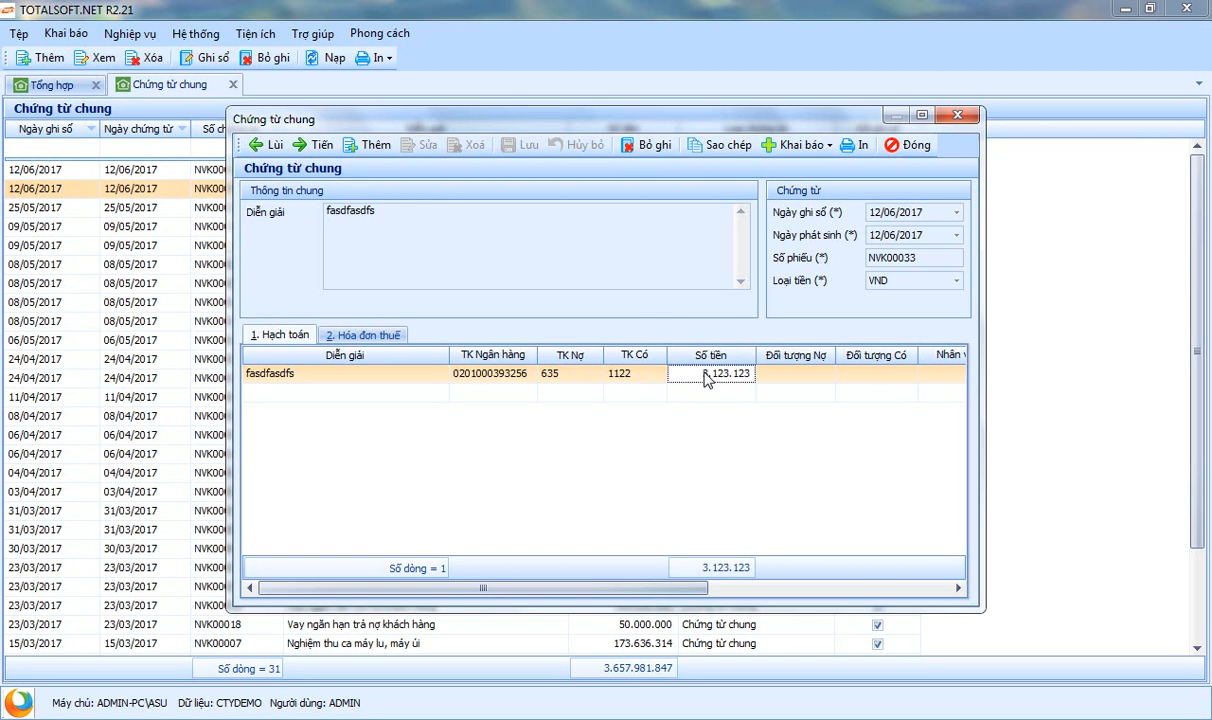 TOTALSOFT.NET R2.21
Tệp Khai báo Nghiệp vụ Hệ thống Tiện ích Trợ giúp Phong cách
Thêm Xem Xóa Ghi sổ Bỏ ghi Nạp In
Tổng hợp Chứng từ chung
Chứng từ chung
Ngày ghi sổ Ngày chứng từ
12/06/2017 12/06/2017
12/06/2017 12/06/2017
25/05/2017 25/05/2017
09/05/2017 09/05/2017
09/05/2017 09/05/2017
08/05/2017 08/05/2017
08/05/2017 08/05/2017
08/05/2017 08/05/2017
08/05/2017 08/05/2017
06/05/2017 06/05/2017
24/04/2017 24/04/2017
24/04/2017 24/04/2017
11/04/2017 11/04/2017
08/04/2017 08/04/2017
06/04/2017 06/04/2017
06/04/2017 06/04/2017
04/04/2017 04/04/2017
03/04/2017 03/04/2017
31/03/2017 31/03/2017
31/03/2017 31/03/2017
30/03/2017 30/03/2017
23/03/2017 23/03/2017
23/03/2017 23/03/2017
23/03/2017 23/03/2017
23/03/2017 23/03/2017 NVK00018 Vay ngắn hạn trả nợ khách hàng 50.000.000 Chứng từ chung
15/03/2017 15/03/2017 NVK00007 Nghiệm thu ca máy lu, máy ủi 173.636.314 Chứng từ chung
Số dòng = 31 3.657.981.847
Chứng từ chung
Lùi Tiến Thêm Sửa Xoá Lưu Hủy bỏ Bỏ ghi Sao chép Khai báo In Đóng
Chứng từ chung
Thông tin chung
Diễn giải fasdfasdfs
Chứng từ
Ngày ghi sổ (*) 12/06/2017
Ngày phát sinh (*) 12/06/2017
Số phiếu (*) NVK00033
Loại tiền (*) VND
1. Hạch toán 2. Hóa đơn thuế
Diễn giải TK Ngân hàng TK Nợ TK Có Số tiền Đối tượng Nợ Đối tượng Có
fasdfasdfs 0201000393256 635 1122 3.123.123
Số dòng = 1 3.123.123
Máy chủ: ADMIN-PC\ASU Dữ liệu: CTYDEMO Người dùng: ADMIN